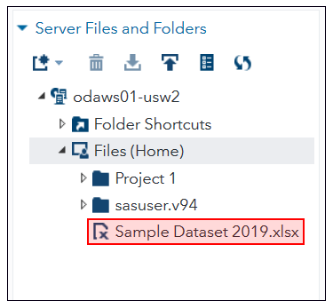 Server Files and Folders
odaws01-usw2
Folder Shortcuts
Files (Home)
Project 1
sasuser.v94
Sample Dataset 2019.xlsx